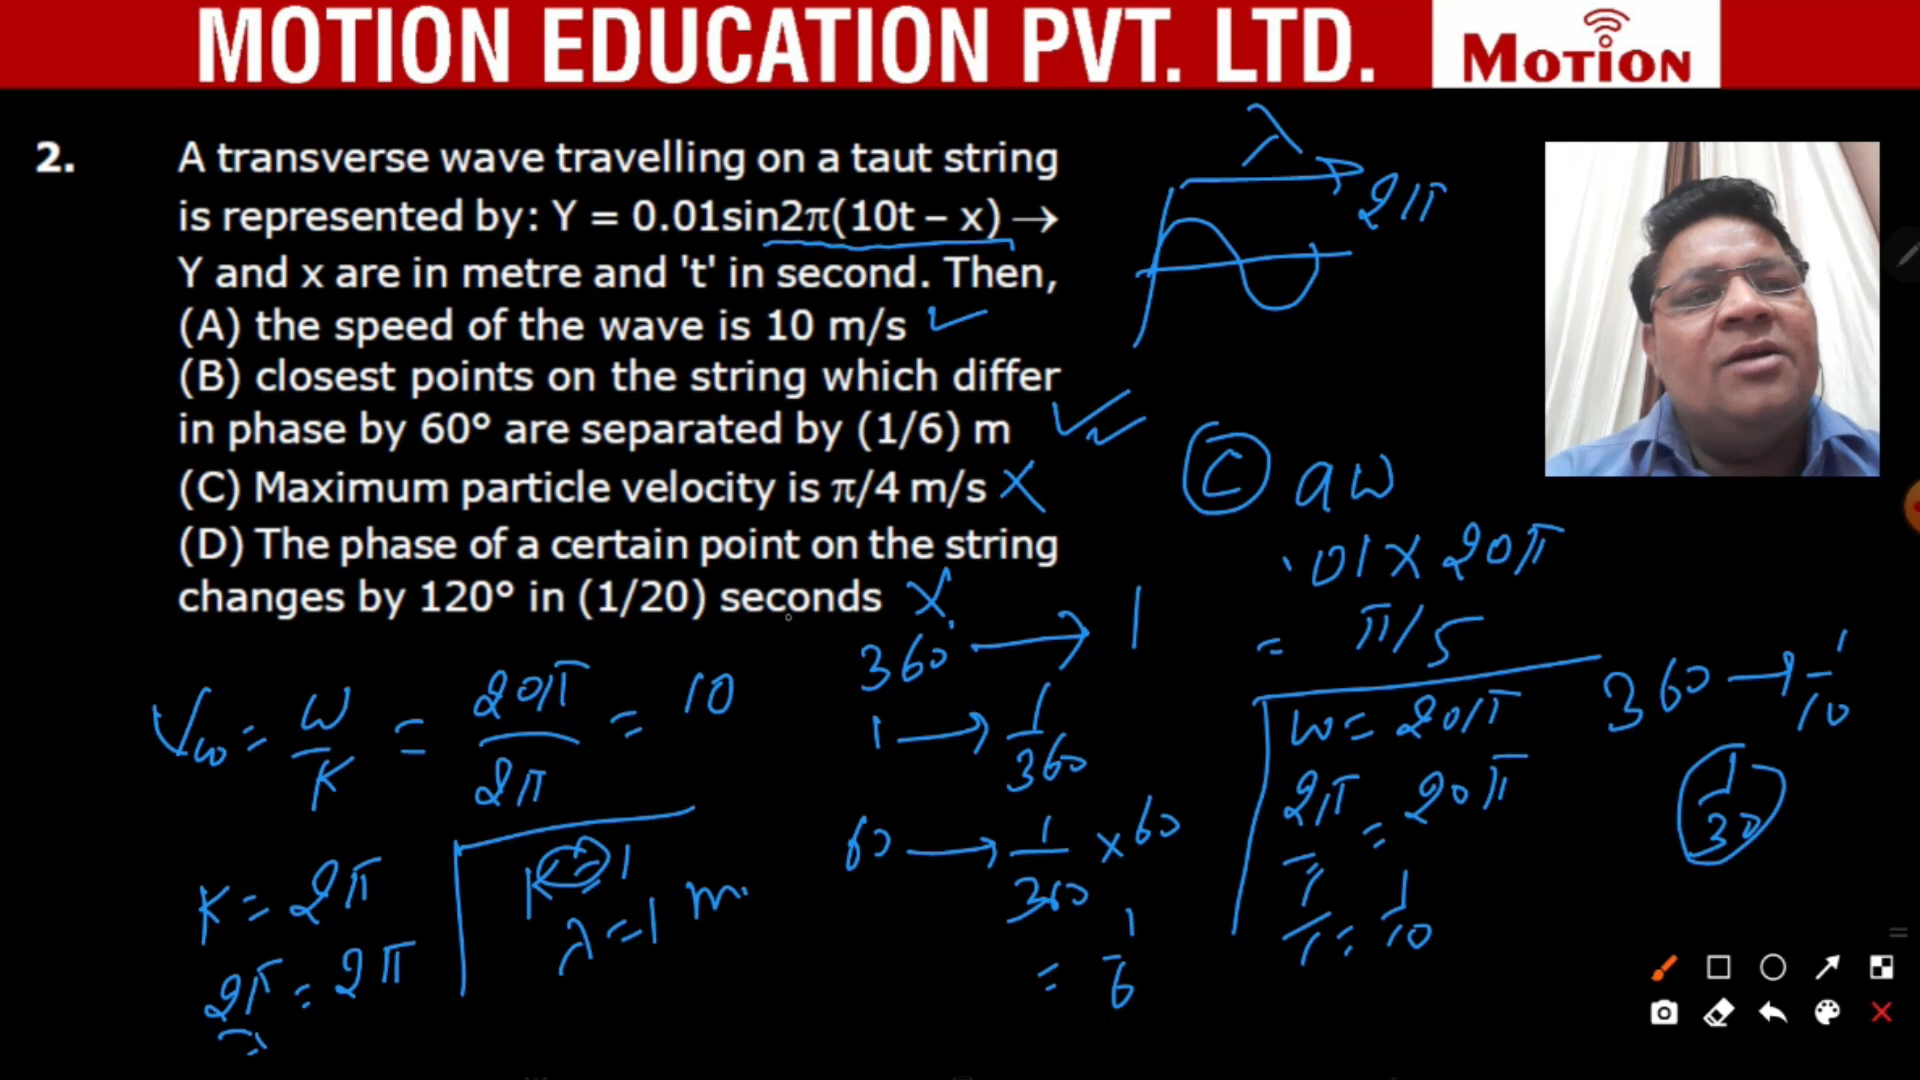 MOTION EDUCATION PVT. LTD.
MOTION
2. A transverse wave travelling on a taut string
is represented by: Y = 0.01sin2π(10t – x) →
Y and x are in metre and 't' in second. Then,
(A) the speed of the wave is 10 m/s ✓
(B) closest points on the string which differ
in phase by 60° are separated by (1/6) m
(C) Maximum particle velocity is π/4 m/s X
(D) The phase of a certain point on the string
changes by 120° in (1/20) seconds X
λ
2π
C aω
.01 X 20π
= π/5
Vω = ω/K = 20π/2π = 10
K = 2π
2π/λ = 2π
λ = 1 m
360 → 1
1 → 1/360
60 → 1/360 × 60
= 1/6
ω = 20π
2π/T = 20π
T = 1/10
360 → 1/10
1/30